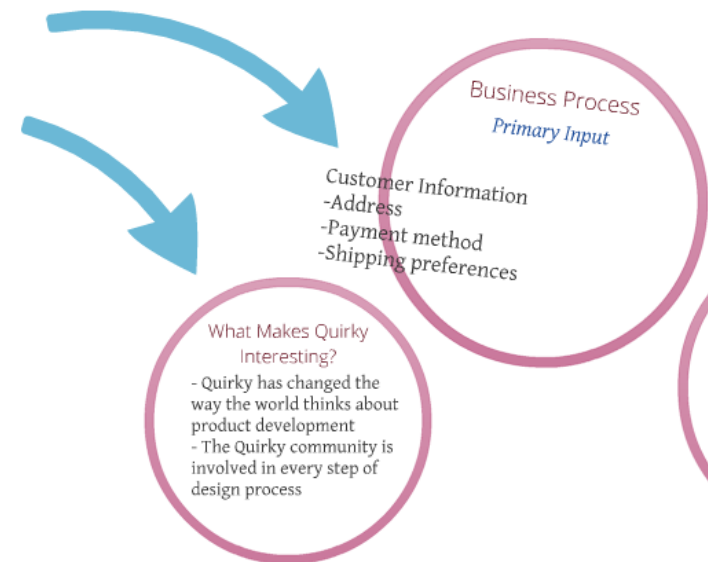 Business Process
Primary Input
Customer Information
-Address
-Payment method
-Shipping preferences
What Makes Quirky
Interesting?
- Quirky has changed the
way the world thinks about
product development
- The Quirky community is
involved in every step of
design process